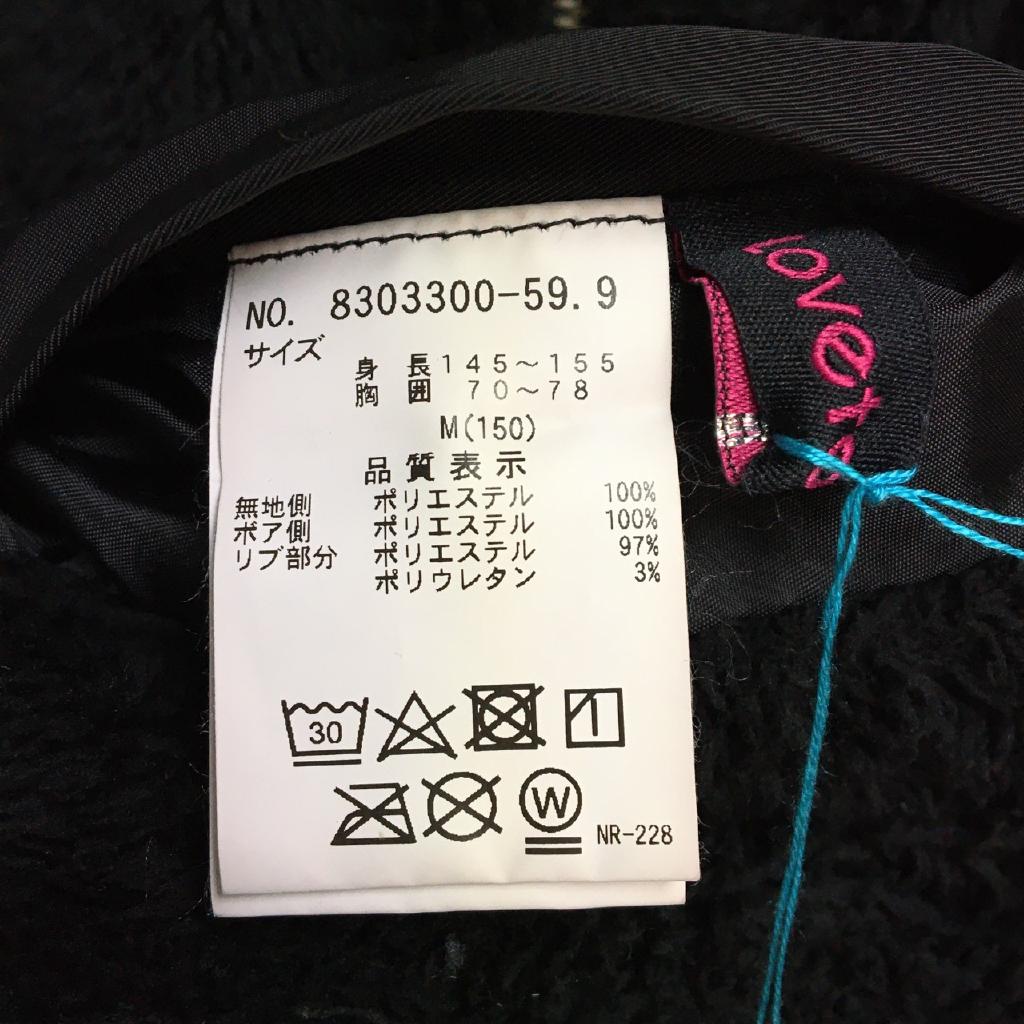 NO. 8303300-59.9
サイズ
身長 145～155
胸囲 70～78
M(150)
品質表示
無地側 ポリエステル 100%
ボア側 ポリエステル 100%
リブ部分 ポリエステル 97%
ポリウレタン 3%
30
W
NR-228